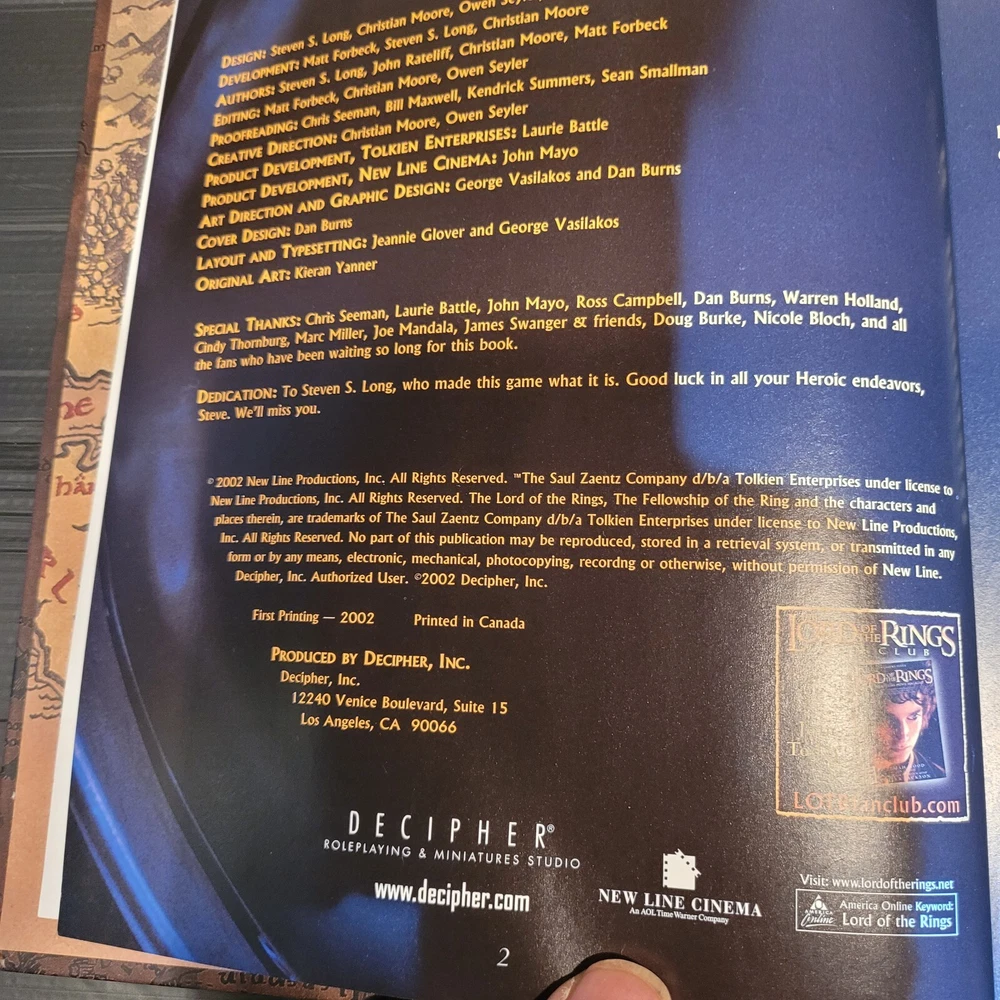 DESIGN: Steven S. Long, Christian Moore, Owen Seyler
DEVELOPMENT: Matt Forbeck, Steven S. Long, Christian Moore
AUTHORS: Steven S. Long, John Rateliff, Christian Moore, Matt Forbeck
EDITING: Matt Forbeck, Christian Moore, Owen Seyler
PROOFREADING: Chris Seeman, Bill Maxwell, Kendrick Summers, Sean Smallman
CREATIVE DIRECTION: Christian Moore, Owen Seyler
PRODUCT DEVELOPMENT, TOLKIEN ENTERPRISES: Laurie Battle
PRODUCT DEVELOPMENT, NEW LINE CINEMA: John Mayo
ART DIRECTION AND GRAPHIC DESIGN: George Vasilakos and Dan Burns
COVER DESIGN: Dan Burns
LAYOUT AND TYPESETTING: Jeannie Glover and George Vasilakos
ORIGINAL ART: Kieran Yanner
SPECIAL THANKS: Chris Seeman, Laurie Battle, John Mayo, Ross Campbell, Dan Burns, Warren Holland,
Cindy Thornburg, Marc Miller, Joe Mandala, James Swanger & friends, Doug Burke, Nicole Bloch, and all
the fans who have been waiting so long for this book.
DEDICATION: To Steven S. Long, who made this game what it is. Good luck in all your Heroic endeavors,
Steve. We'll miss you.
© 2002 New Line Productions, Inc. All Rights Reserved. ™The Saul Zaentz Company d/b/a Tolkien Enterprises under license to
New Line Productions, Inc. All Rights Reserved. The Lord of the Rings, The Fellowship of the Ring and the characters and
places therein, are trademarks of The Saul Zaentz Company d/b/a Tolkien Enterprises under license to New Line Productions,
Inc. All Rights Reserved. No part of this publication may be reproduced, stored in a retrieval system, or transmitted in any
form or by any means, electronic, mechanical, photocopying, recordng or otherwise, without permission of New Line.
Decipher, Inc. Authorized User. ©2002 Decipher, Inc.
First Printing — 2002 Printed in Canada
PRODUCED BY DECIPHER, INC.
Decipher, Inc.
12240 Venice Boulevard, Suite 15
Los Angeles, CA 90066
LORD OF THE RINGS
CLUB
LORD OF THE RINGS
LOTRfanclub.com
DECIPHER®
ROLEPLAYING & MINIATURES STUDIO
www.decipher.com
NEW LINE CINEMA
An AOL Time Warner Company
Visit: www.lordoftherings.net
AMERICA Online
America Online Keyword:
Lord of the Rings
2